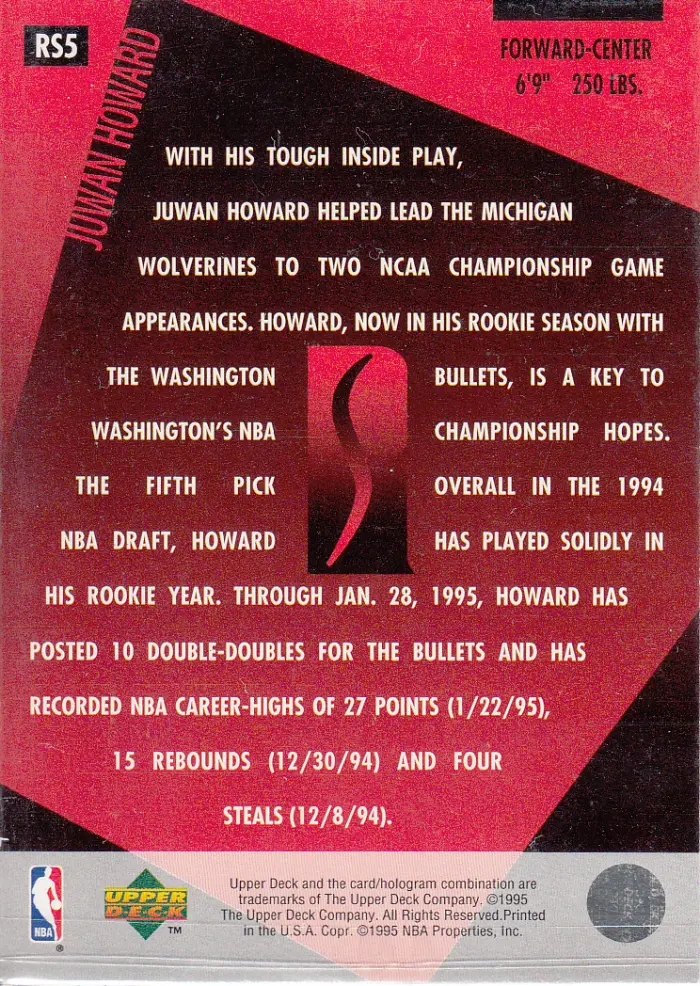 RS5
JUWAN HOWARD
FORWARD-CENTER
6'9" 250 LBS.
WITH HIS TOUGH INSIDE PLAY,
JUWAN HOWARD HELPED LEAD THE MICHIGAN
WOLVERINES TO TWO NCAA CHAMPIONSHIP GAME
APPEARANCES. HOWARD, NOW IN HIS ROOKIE SEASON WITH
THE WASHINGTON BULLETS, IS A KEY TO
WASHINGTON'S NBA CHAMPIONSHIP HOPES.
THE FIFTH PICK OVERALL IN THE 1994
NBA DRAFT, HOWARD HAS PLAYED SOLIDLY IN
HIS ROOKIE YEAR. THROUGH JAN. 28, 1995, HOWARD HAS
POSTED 10 DOUBLE-DOUBLES FOR THE BULLETS AND HAS
RECORDED NBA CAREER-HIGHS OF 27 POINTS (1/22/95),
15 REBOUNDS (12/30/94) AND FOUR
STEALS (12/8/94).
NBA ®
UPPER
DECK ™
Upper Deck and the card/hologram combination are
trademarks of The Upper Deck Company. ©1995
The Upper Deck Company. All Rights Reserved.Printed
in the U.S.A. Copr. ©1995 NBA Properties, Inc.